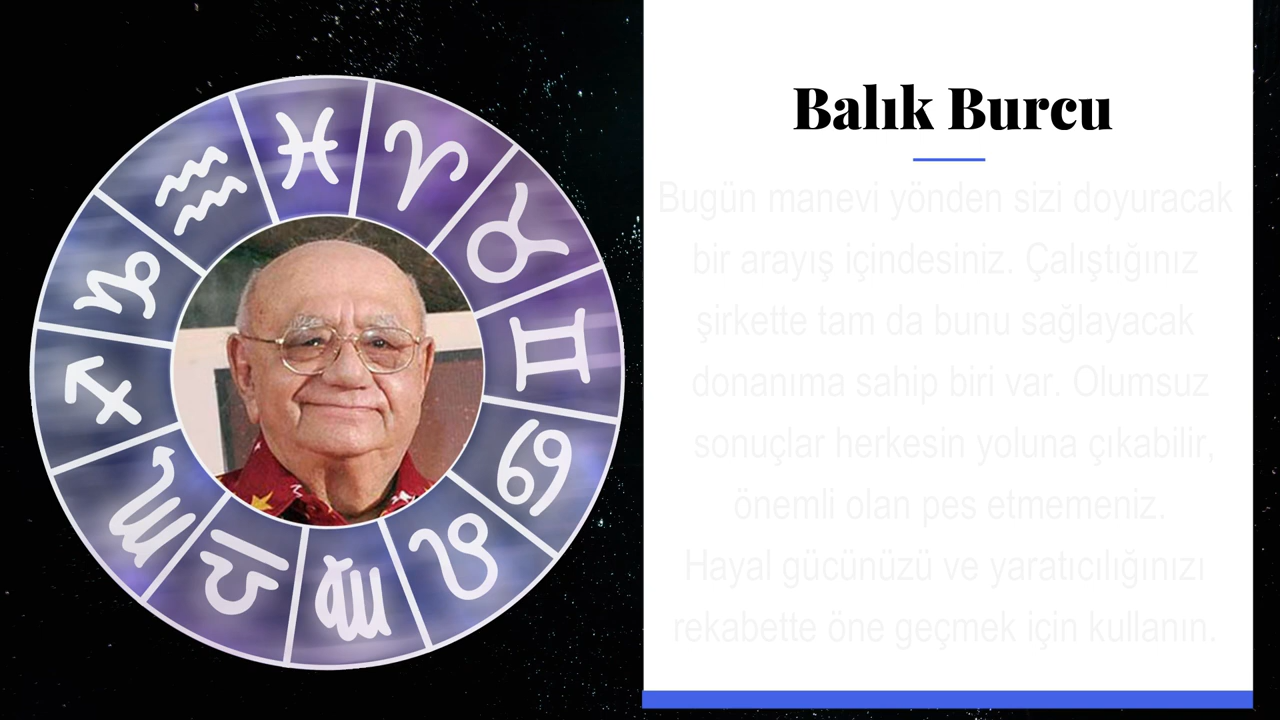 Balık Burcu
Bugün manevi yönden sizi doyuracak
bir arayış içindesiniz. Çalıştığınız
şirkette tam da bunu sağlayacak
donanıma sahip biri var. Olumsuz
sonuçlar herkesin yoluna çıkabilir,
önemli olan pes etmemeniz.
Hayal gücünüzü ve yaratıcılığınızı
rekabette öne geçmek için kullanın.